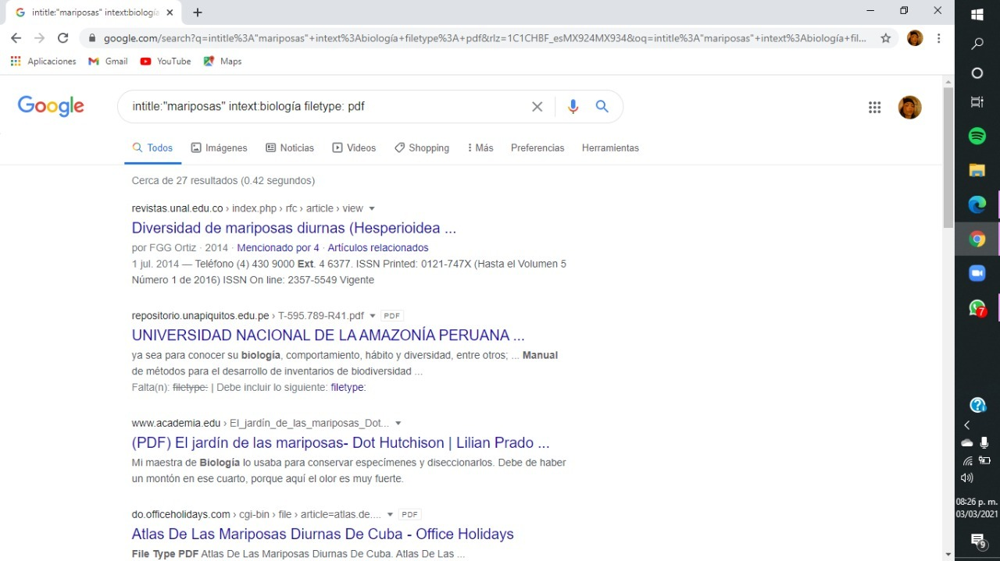 intitle:"mariposas" intext:biología
google.com/search?q=intitle%3A"mariposas"+intext%3Abiología+filetype%3A+pdf&rlz=1C1CHBF_esMX924MX934&oq=intitle%3A"mariposas"+intext%3Abiología+fil...
Aplicaciones Gmail YouTube Maps
Google
intitle:"mariposas" intext:biología filetype: pdf
Todos Imágenes Noticias Videos Shopping Más Preferencias Herramientas
Cerca de 27 resultados (0.42 segundos)
revistas.unal.edu.co › index.php › rfc › article › view
Diversidad de mariposas diurnas (Hesperioidea ...
por FGG Ortiz · 2014 · Mencionado por 4 · Artículos relacionados
1 jul. 2014 — Teléfono (4) 430 9000 Ext. 4 6377. ISSN Printed: 0121-747X (Hasta el Volumen 5
Número 1 de 2016) ISSN On line: 2357-5549 Vigente
repositorio.unapiquitos.edu.pe › T-595.789-R41.pdf PDF
UNIVERSIDAD NACIONAL DE LA AMAZONÍA PERUANA ...
ya sea para conocer su biología, comportamiento, hábito y diversidad, entre otros; ... Manual
de métodos para el desarrollo de inventarios de biodiversidad ...
Falta(n): filetype: | Debe incluir lo siguiente: filetype:
www.academia.edu › El_jardín_de_las_mariposas_Dot...
(PDF) El jardín de las mariposas- Dot Hutchison | Lilian Prado ...
Mi maestra de Biología lo usaba para conservar especímenes y diseccionarlos. Debe de haber
un montón en ese cuarto, porque aquí el olor es muy fuerte.
do.officeholidays.com › cgi-bin › file › article=atlas.de.... PDF
Atlas De Las Mariposas Diurnas De Cuba - Office Holidays
File Type PDF Atlas De Las Mariposas Diurnas De Cuba. Atlas De Las ...
7
08:26 p. m.
03/03/2021
9